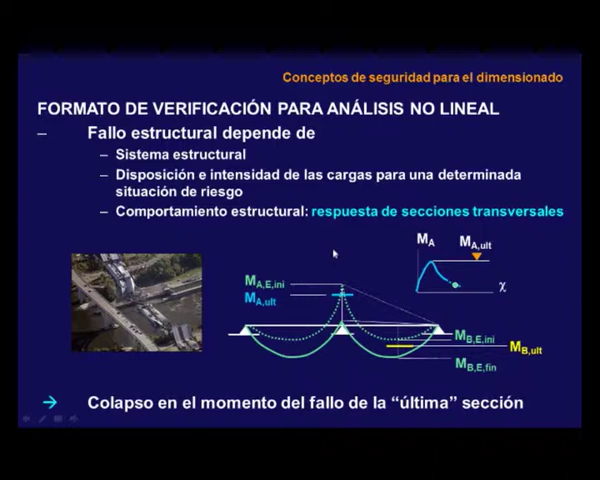 Conceptos de seguridad para el dimensionado
FORMATO DE VERIFICACIÓN PARA ANÁLISIS NO LINEAL
– Fallo estructural depende de
– Sistema estructural
– Disposición e intensidad de las cargas para una determinada
situación de riesgo
– Comportamiento estructural: respuesta de secciones transversales
M_A
M_A,ult
χ
M_A,E,ini
M_A,ult
M_B,E,ini
M_B,ult
M_B,E,fin
→ Colapso en el momento del fallo de la “última” sección